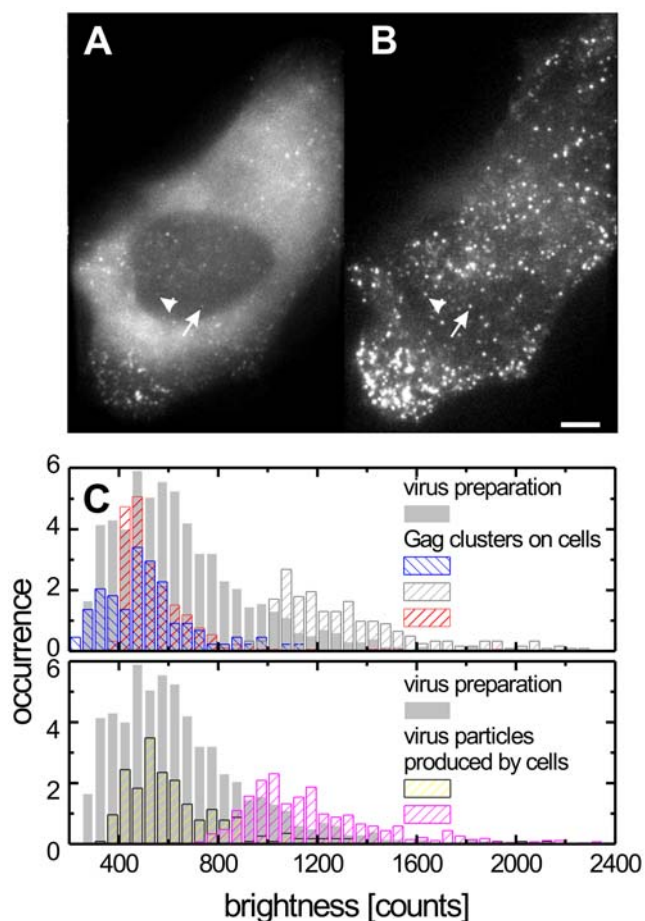 A
B
C
6
4
2
0
virus preparation
Gag clusters on cells
occurrence
6
4
2
0
virus preparation
virus particles
produced by cells
400
800
1200
1600
2000
2400
brightness [counts]